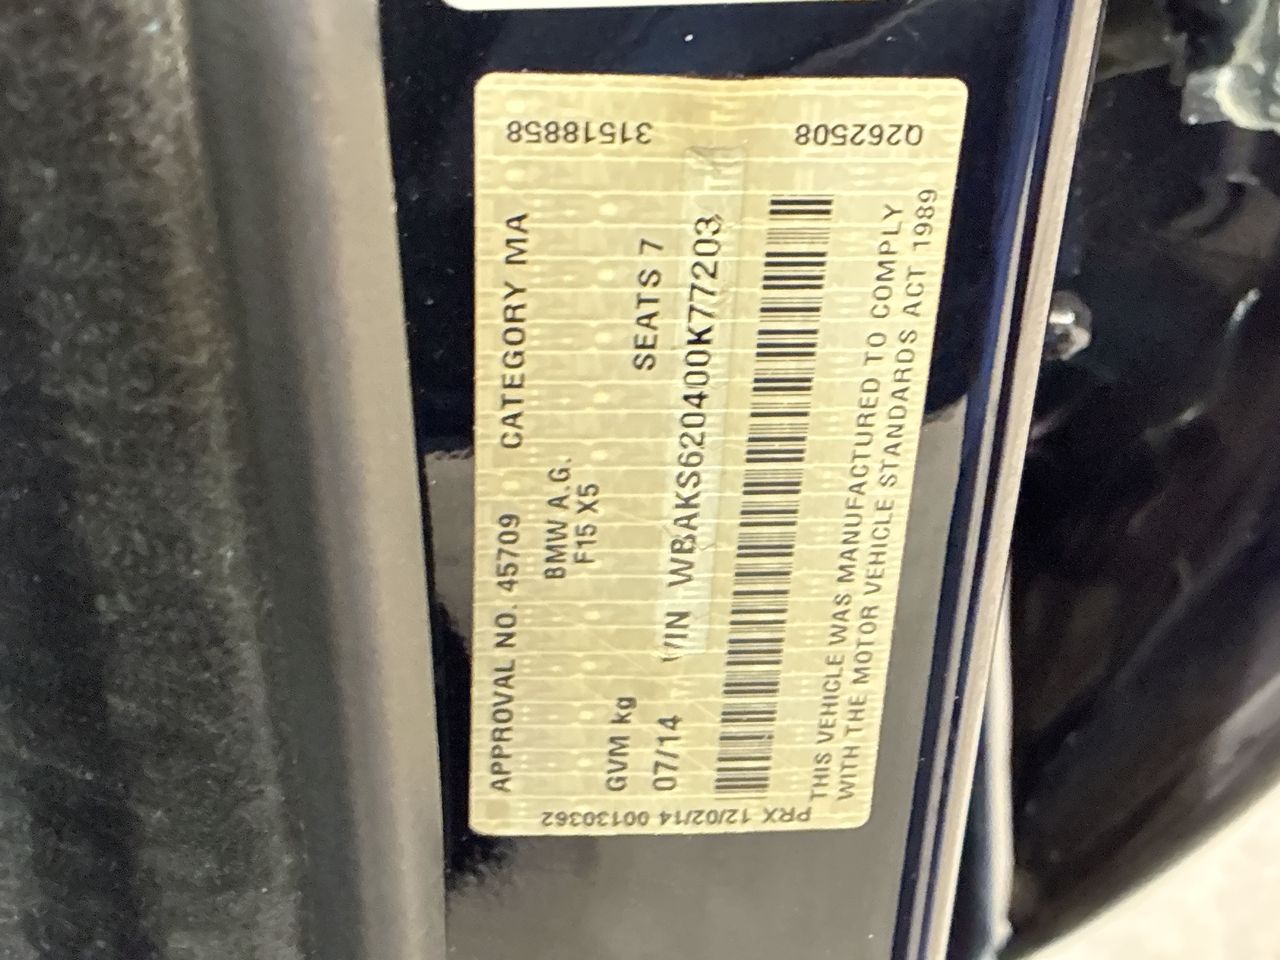 APPROVAL NO. 45709 CATEGORY MA
BMW A.G.
F15 X5
GVM kg
07/14 SEATS 7
VIN WBAKS620400K77203
THIS VEHICLE WAS MANUFACTURED TO COMPLY
WITH THE MOTOR VEHICLE STANDARDS ACT 1989
31518858
Q262508
PRX 12/02/14 00130362